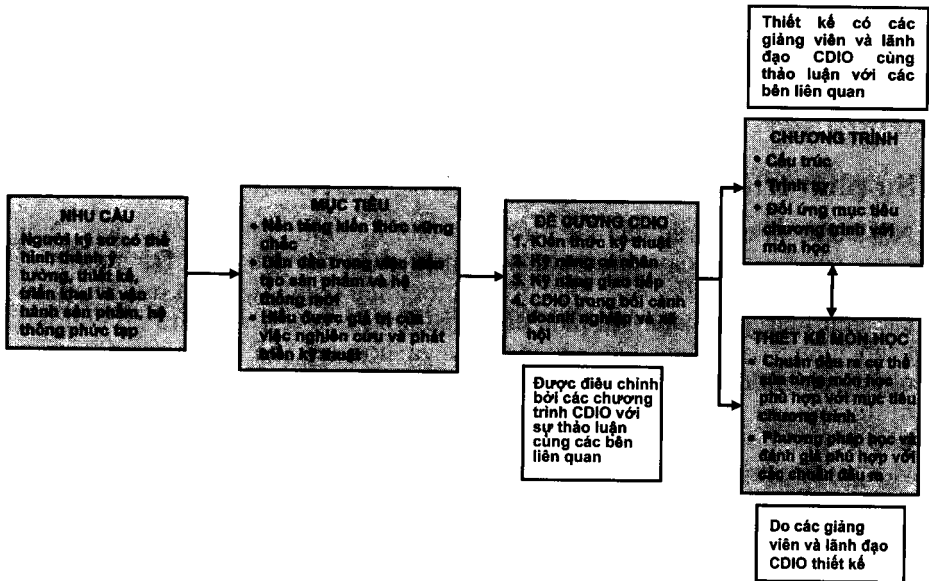 NHU CẦU
Người kỹ sư có thể
hình thành ý
tưởng, thiết kế,
triển khai và vận
hành sản phẩm, hệ
thống phức tạp
MỤC TIÊU
• Nền tảng kiến thức vững
chắc
• Dẫn đầu trong việc kiến
tạo sản phẩm và hệ
thống mới
• Hiểu được giá trị của
việc nghiên cứu và phát
triển kỹ thuật
ĐỀ CƯƠNG CDIO
1. Kiến thức kỹ thuật
2. Kỹ năng cá nhân
3. Kỹ năng giao tiếp
4. CDIO trong bối cảnh
doanh nghiệp và xã
hội
Được điều chỉnh
bởi các chương
trình CDIO với
sự thảo luận
cùng các bên
liên quan
Thiết kế có các
giảng viên và lãnh
đạo CDIO cùng
thảo luận với các
bên liên quan
CHƯƠNG TRÌNH
• Cấu trúc
• Trình tự
• Đối ứng mục tiêu
chương trình với
môn học
THIẾT KẾ MÔN HỌC
• Chuẩn đầu ra cụ thể
của từng môn học
phù hợp với mục tiêu
chương trình
• Phương pháp học và
đánh giá phù hợp với
các chuẩn đầu ra
Do các giảng
viên và lãnh đạo
CDIO thiết kế